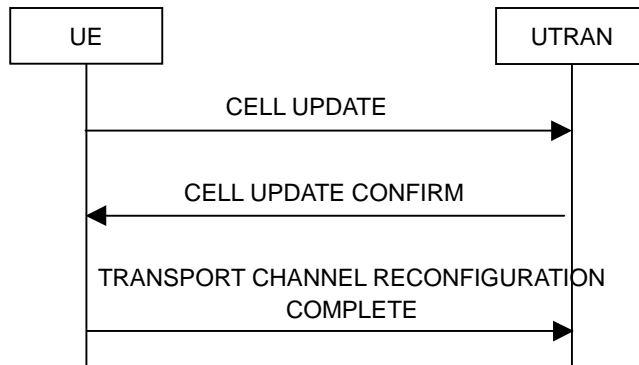 UE
UTRAN
CELL UPDATE
CELL UPDATE CONFIRM
TRANSPORT CHANNEL RECONFIGURATION
COMPLETE